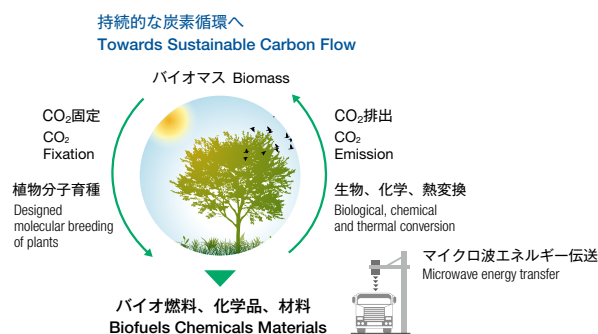 持続的な炭素循環へ
Towards Sustainable Carbon Flow
バイオマス Biomass
CO₂固定
CO₂
Fixation
植物分子育種
Designed
molecular breeding
of plants
CO₂排出
CO₂
Emission
生物、化学、熱変換
Biological, chemical
and thermal conversion
マイクロ波エネルギー伝送
Microwave energy transfer
バイオ燃料、化学品、材料
Biofuels Chemicals Materials